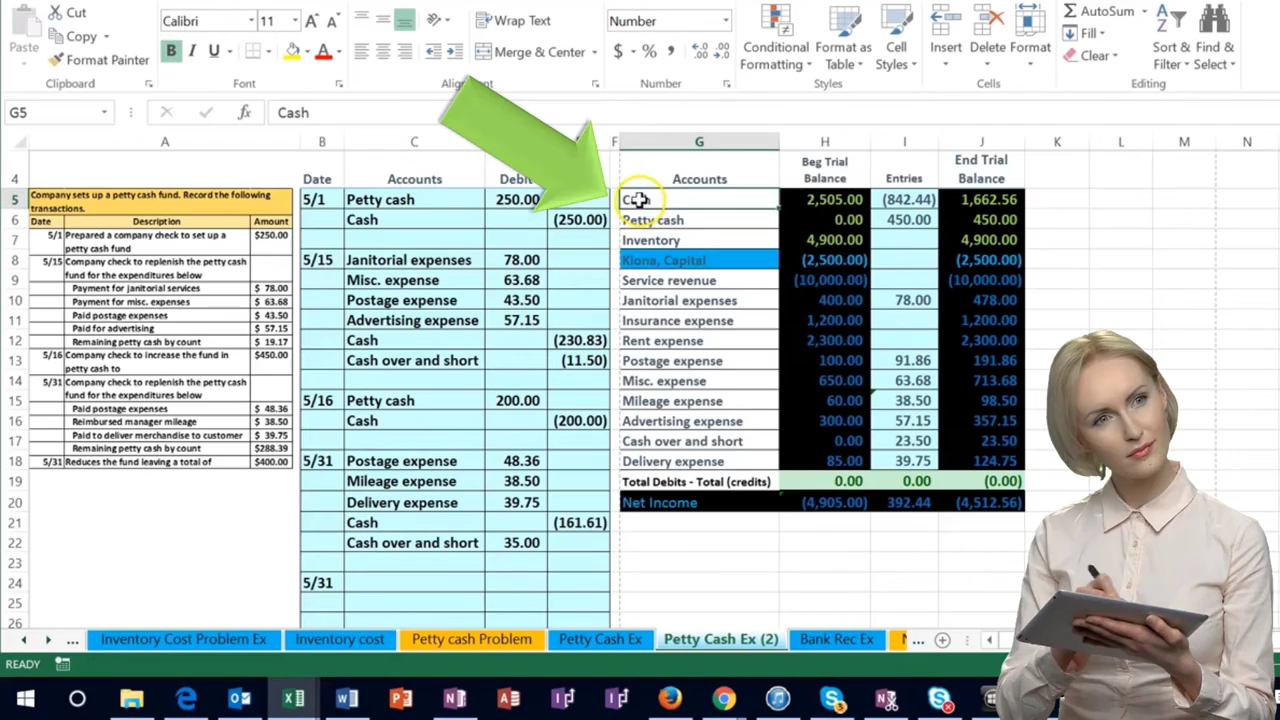 Cut
Calibri 11
Wrap Text
Number
AutoSum
Paste
Copy
B I U
Merge & Center
$ % ,
Conditional Formatting
Format as Table
Cell Styles
Insert
Delete
Format
Fill
Sort & Filter
Find & Select
Format Painter
Clear
Clipboard
Font
Number
Styles
Cells
Editing
G5
fx
Cash
A B C F G H I J K L M N
4 Date Accounts Accounts Beg Trial Balance Entries End Trial Balance
Company sets up a petty cash fund. Record the following
transactions.
Date Description Amount
5/1 Prepared a company check to set up a $250.00
petty cash fund
5/15 Company check to replenish the petty
cash fund for the expenditures below
Payment for janitorial services $ 78.00
Payment for misc. expenses $ 63.68
Paid postage expenses $ 43.50
Paid for advertising $ 57.15
Remaining petty cash by count $ 19.17
5/16 Company check to increase the fund in $450.00
petty cash to
5/31 Company check to replenish the petty
cash fund for the expenditures below
Paid postage expenses $ 48.36
Reimbursed manager mileage $ 38.50
Paid to deliver merchandise to customer $ 39.75
Remaining petty cash by count $288.39
5/31 Reduces the fund leaving a total of $400.00
5/1 Petty cash 250.00
Cash (250.00)
5/15 Janitorial expenses 78.00
Misc. expense 63.68
Postage expense 43.50
Advertising expense 57.15
Cash (230.83)
Cash over and short (11.50)
5/16 Petty cash 200.00
Cash (200.00)
5/31 Postage expense 48.36
Mileage expense 38.50
Delivery expense 39.75
Cash (161.61)
Cash over and short 35.00
5/31
2,505.00 (842.44) 1,662.56
Petty cash 0.00 450.00 450.00
Inventory 4,900.00 4,900.00
Kiona, Capital (2,500.00) (2,500.00)
Service revenue (10,000.00) (10,000.00)
Janitorial expenses 400.00 78.00 478.00
Insurance expense 1,200.00 1,200.00
Rent expense 2,300.00 2,300.00
Postage expense 100.00 91.86 191.86
Misc. expense 650.00 63.68 713.68
Mileage expense 60.00 38.50 98.50
Advertising expense 300.00 57.15 357.15
Cash over and short 0.00 23.50 23.50
Delivery expense 85.00 39.75 124.75
Total Debits - Total (credits) 0.00 0.00 (0.00)
Net Income (4,905.00) 392.44 (4,512.56)
5
6
7
8
9
10
11
12
13
14
15
16
17
18
19
20
21
22
23
24
25
26
... Inventory Cost Problem Ex Inventory cost Petty cash Problem Petty Cash Ex Petty Cash Ex (2) Bank Rec Ex ...
READY